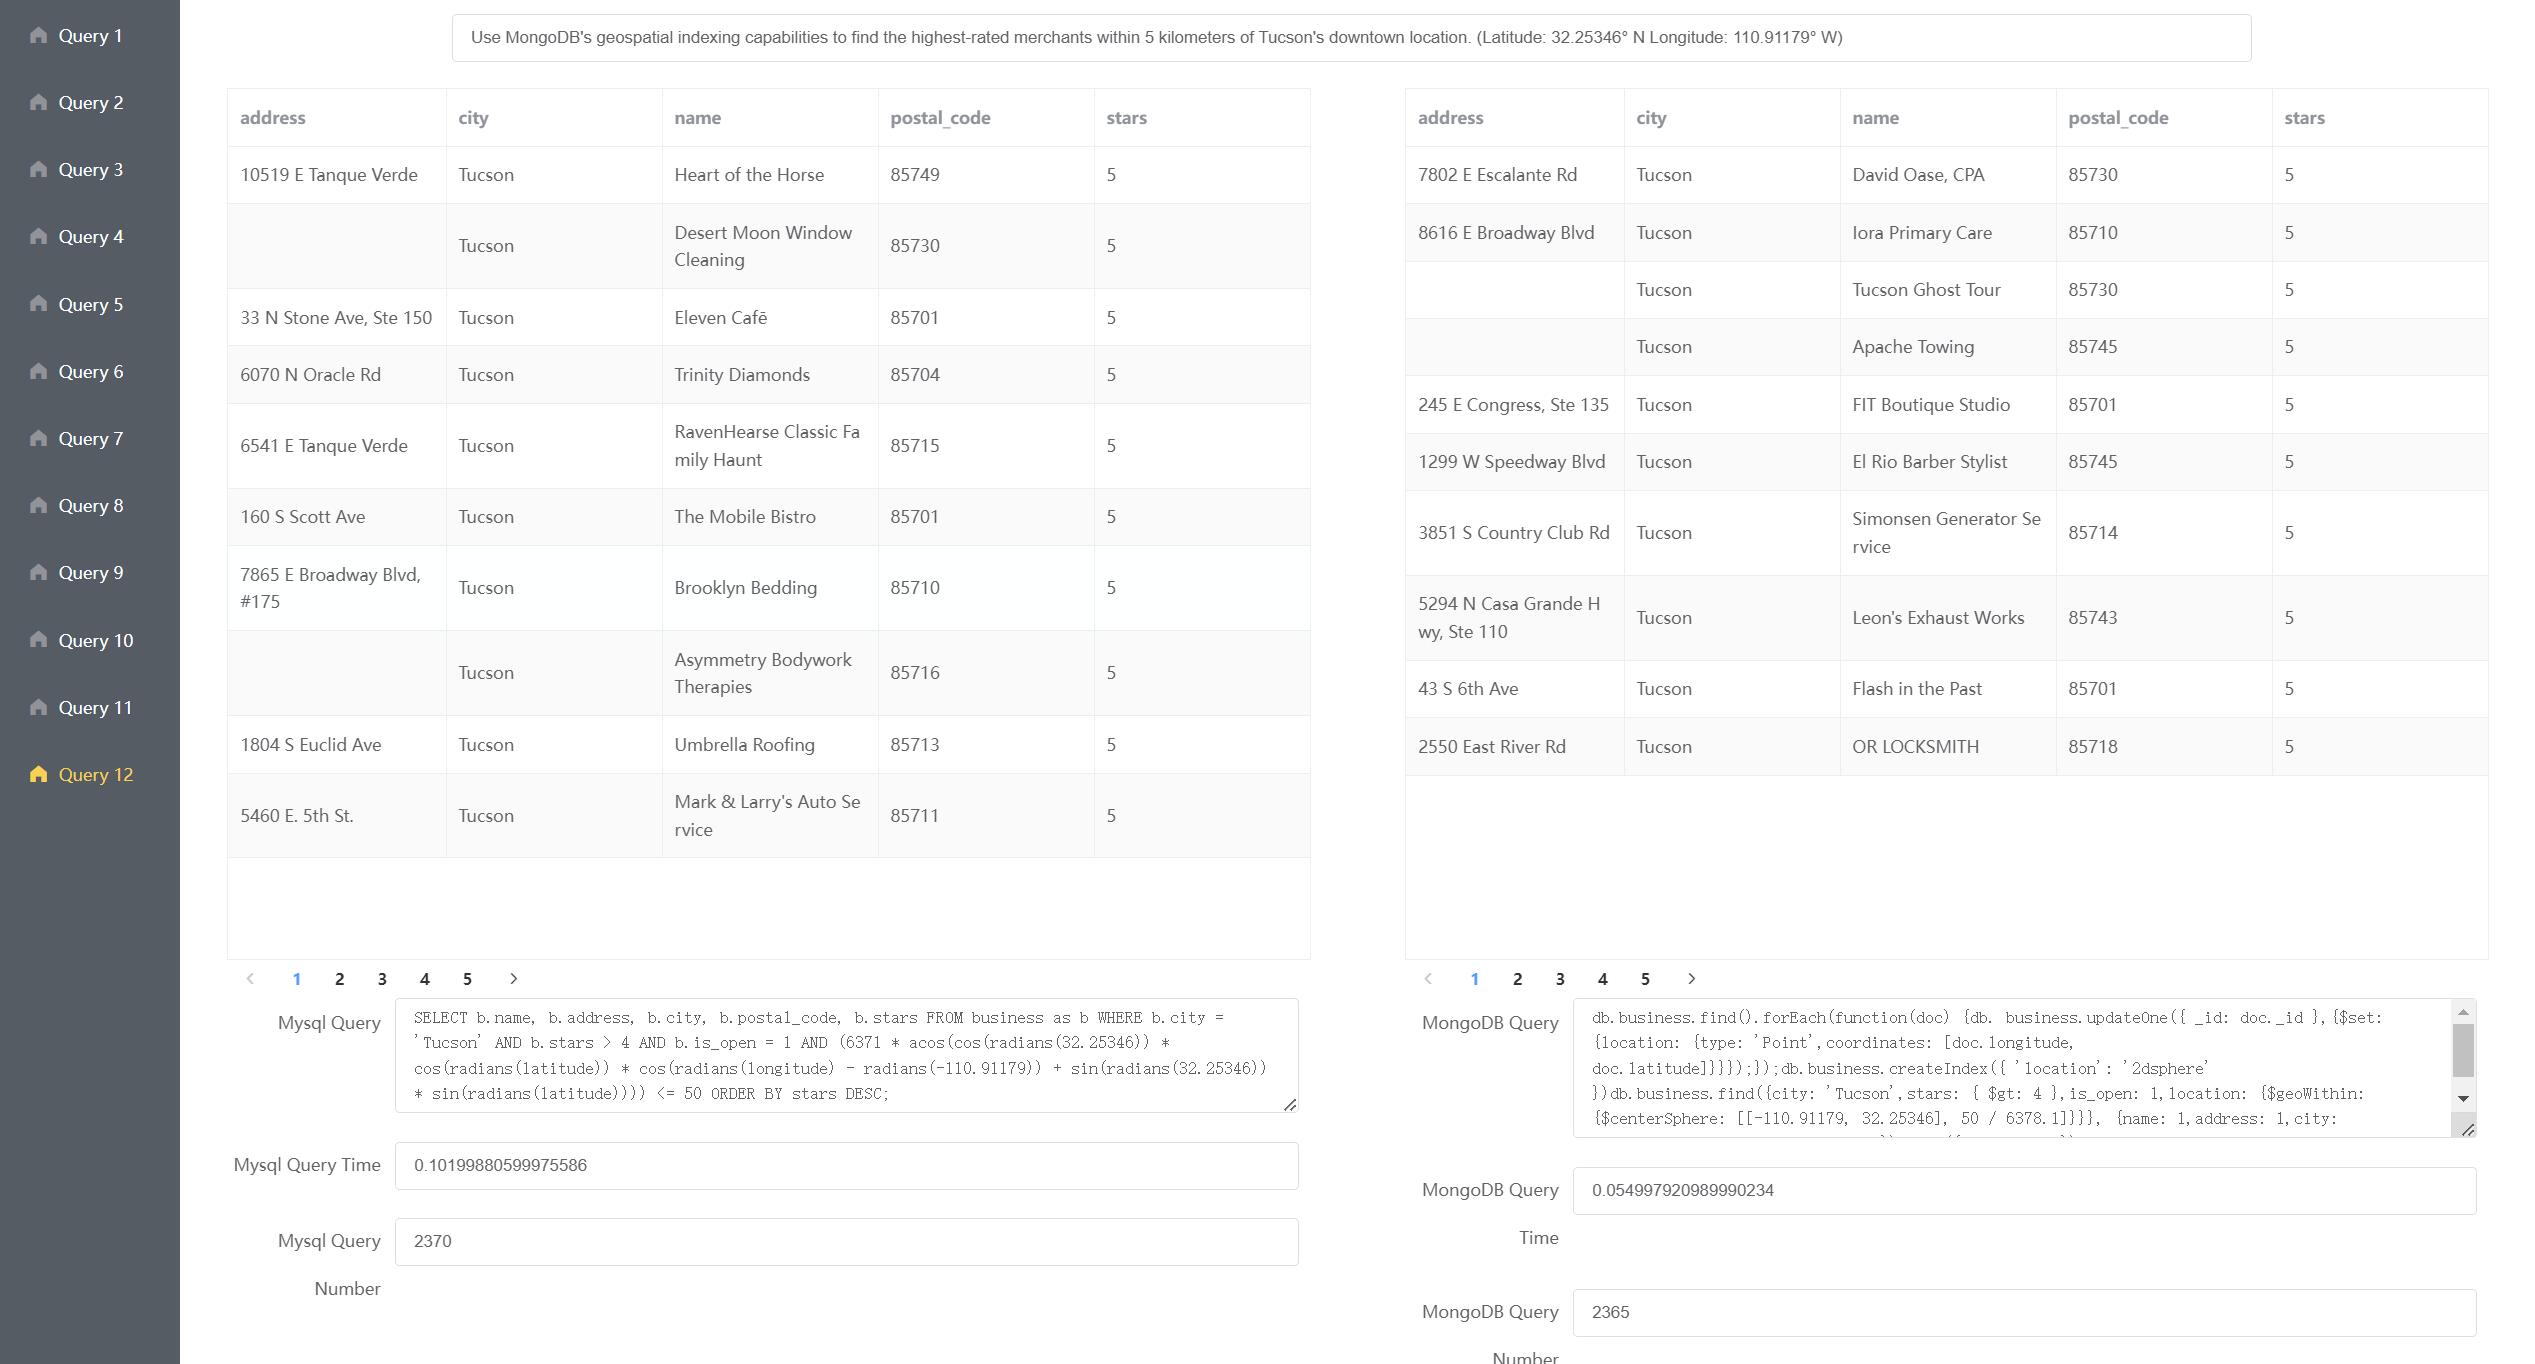 Query 1
Query 2
Query 3
Query 4
Query 5
Query 6
Query 7
Query 8
Query 9
Query 10
Query 11
Query 12
Use MongoDB's geospatial indexing capabilities to find the highest-rated merchants within 5 kilometers of Tucson's downtown location. (Latitude: 32.25346° N Longitude: 110.91179° W)
address city name postal_code stars
10519 E Tanque Verde Tucson Heart of the Horse 85749 5
Tucson Desert Moon Window
Cleaning 85730 5
33 N Stone Ave, Ste 150 Tucson Eleven Cafē 85701 5
6070 N Oracle Rd Tucson Trinity Diamonds 85704 5
6541 E Tanque Verde Tucson RavenHearse Classic Fa
mily Haunt 85715 5
160 S Scott Ave Tucson The Mobile Bistro 85701 5
7865 E Broadway Blvd,
#175 Tucson Brooklyn Bedding 85710 5
Tucson Asymmetry Bodywork
Therapies 85716 5
1804 S Euclid Ave Tucson Umbrella Roofing 85713 5
5460 E. 5th St. Tucson Mark & Larry's Auto Se
rvice 85711 5
1 2 3 4 5
Mysql Query
SELECT b.name, b.address, b.city, b.postal_code, b.stars FROM business as b WHERE b.city =
'Tucson' AND b.stars > 4 AND b.is_open = 1 AND (6371 * acos(cos(radians(32.25346)) *
cos(radians(latitude)) * cos(radians(longitude) - radians(-110.91179)) + sin(radians(32.25346))
* sin(radians(latitude)))) <= 50 ORDER BY stars DESC;
Mysql Query Time 0.10199880599975586
Mysql Query
Number 2370
address city name postal_code stars
7802 E Escalante Rd Tucson David Oase, CPA 85730 5
8616 E Broadway Blvd Tucson Iora Primary Care 85710 5
Tucson Tucson Ghost Tour 85730 5
Tucson Apache Towing 85745 5
245 E Congress, Ste 135 Tucson FIT Boutique Studio 85701 5
1299 W Speedway Blvd Tucson El Rio Barber Stylist 85745 5
3851 S Country Club Rd Tucson Simonsen Generator Se
rvice 85714 5
5294 N Casa Grande H
wy, Ste 110 Tucson Leon's Exhaust Works 85743 5
43 S 6th Ave Tucson Flash in the Past 85701 5
2550 East River Rd Tucson OR LOCKSMITH 85718 5
1 2 3 4 5
MongoDB Query
db.business.find().forEach(function(doc) {db. business.updateOne({ _id: doc._id },{$set:
{location: {type: 'Point',coordinates: [doc.longitude,
doc.latitude]}}});});db.business.createIndex({ 'location': '2dsphere'
})db.business.find({city: 'Tucson',stars: { $gt: 4 },is_open: 1,location: {$geoWithin:
{$centerSphere: [[-110.91179, 32.25346], 50 / 6378.1]}}}, {name: 1,address: 1,city:
MongoDB Query
Time 0.054997920989990234
MongoDB Query
Number 2365